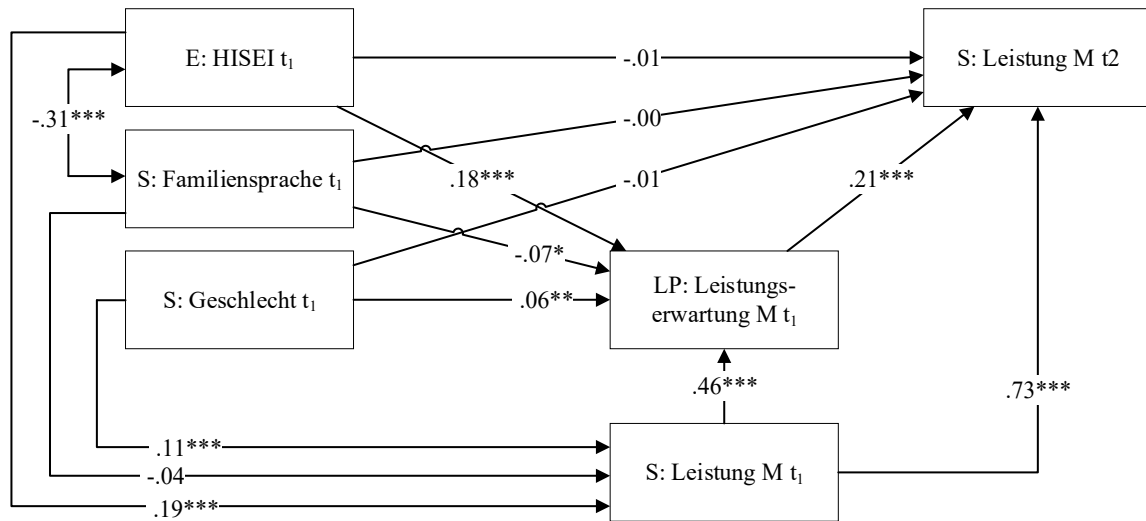 E: HISEI t₁
-.01
S: Leistung M t2
-.31***
-.00
S: Familiensprache t₁
.18***
.21***
-.01
-.07*
S: Geschlecht t₁
.06**
LP: Leistungs-
erwartung M t₁
.46***
.73***
.11***
-.04
S: Leistung M t₁
.19***